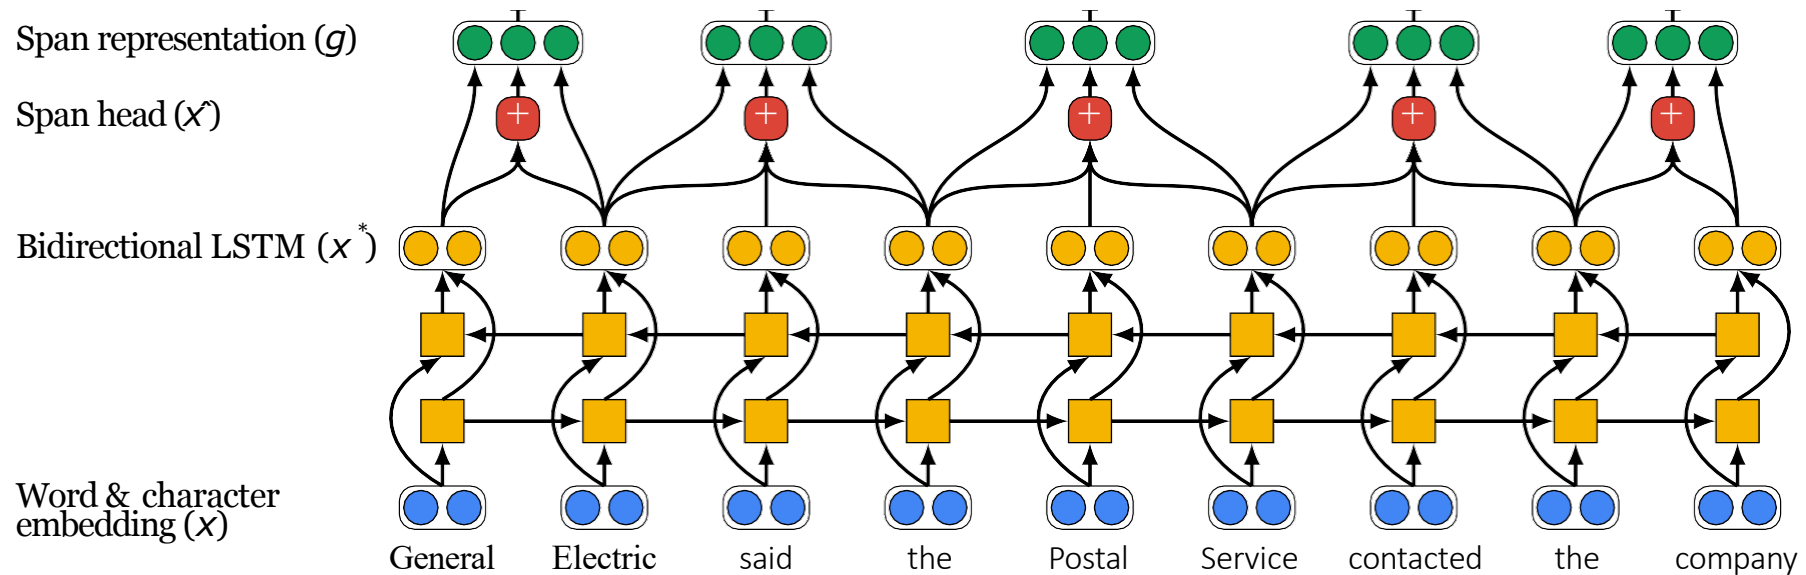 Span representation (g)
Span head (x̂)
+ + + + +
Bidirectional LSTM (x*)
Word & character
embedding (x)
General Electric said the Postal Service contacted the company